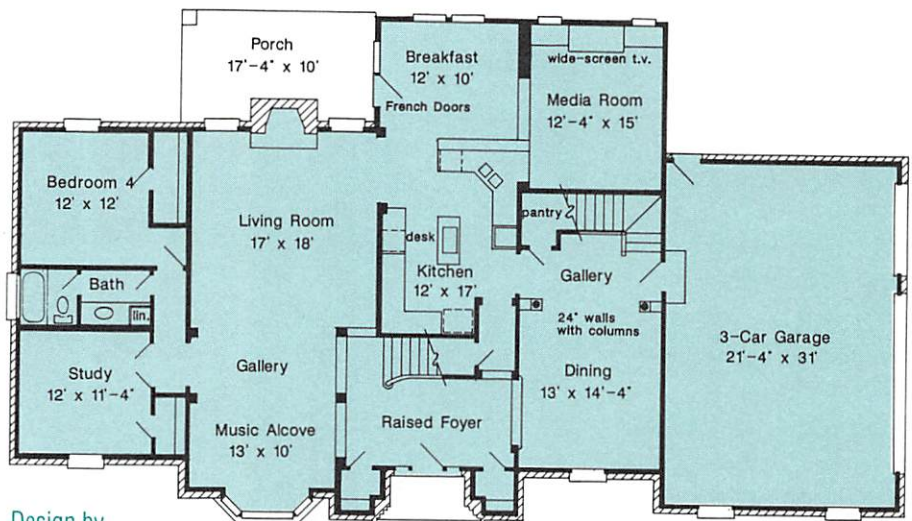 Porch
17'-4" x 10'
Breakfast
12' x 10'
French Doors
wide-screen t.v.
Media Room
12'-4" x 15'
Bedroom 4
12' x 12'
Living Room
17' x 18'
pantry
desk
Kitchen
12' x 17'
Gallery
Bath
lin.
24" walls
with columns
3-Car Garage
21'-4" x 31'
Study
12' x 11'-4"
Gallery
Dining
13' x 14'-4"
Music Alcove
13' x 10'
Raised Foyer
Design by